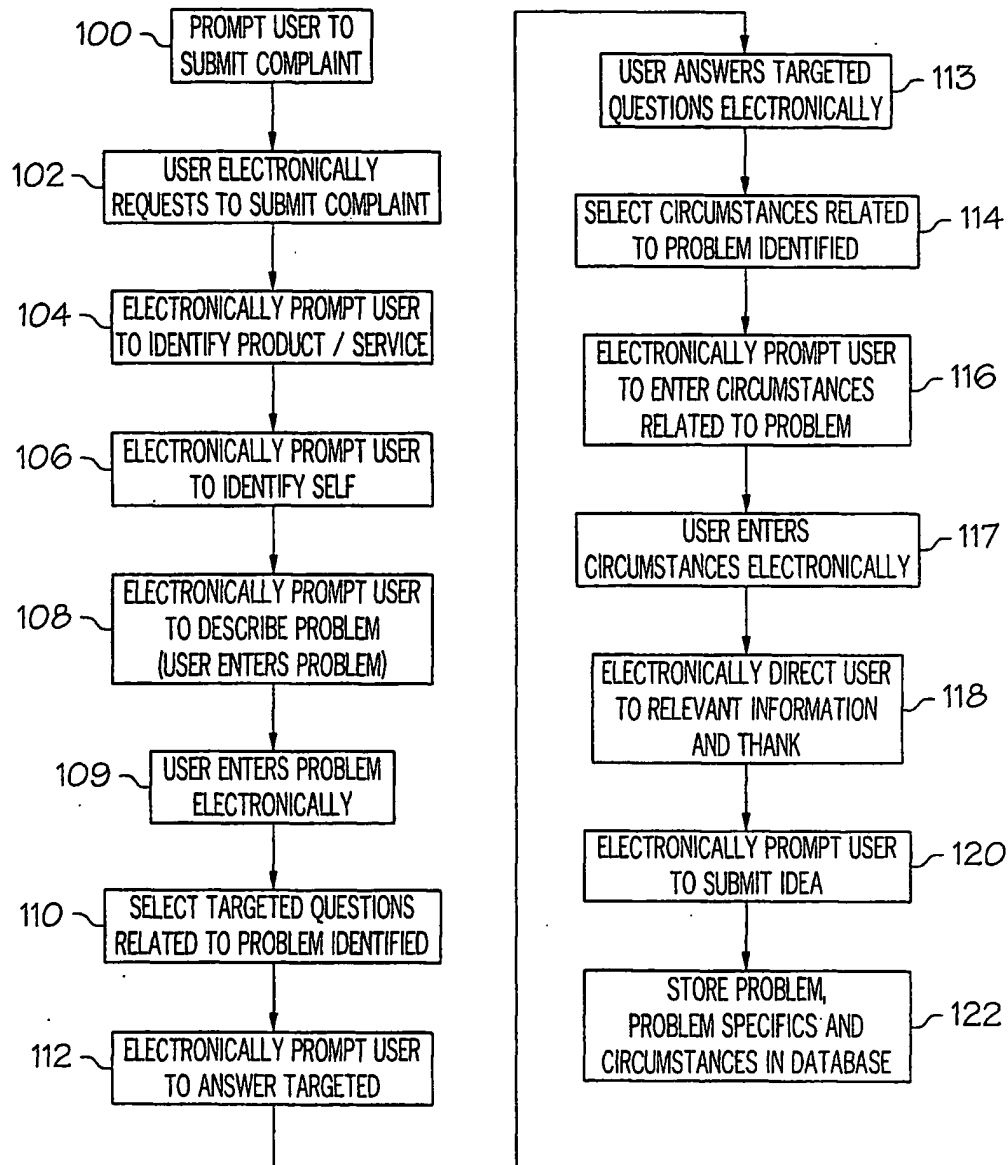 100
PROMPT USER TO
SUBMIT COMPLAINT
102
USER ELECTRONICALLY
REQUESTS TO SUBMIT COMPLAINT
104
ELECTRONICALLY PROMPT USER
TO IDENTIFY PRODUCT / SERVICE
106
ELECTRONICALLY PROMPT USER
TO IDENTIFY SELF
108
ELECTRONICALLY PROMPT USER
TO DESCRIBE PROBLEM
(USER ENTERS PROBLEM)
109
USER ENTERS PROBLEM
ELECTRONICALLY
110
SELECT TARGETED QUESTIONS
RELATED TO PROBLEM IDENTIFIED
112
ELECTRONICALLY PROMPT USER
TO ANSWER TARGETED
USER ANSWERS TARGETED
QUESTIONS ELECTRONICALLY
113
SELECT CIRCUMSTANCES RELATED
TO PROBLEM IDENTIFIED
114
ELECTRONICALLY PROMPT USER
TO ENTER CIRCUMSTANCES
RELATED TO PROBLEM
116
USER ENTERS
CIRCUMSTANCES ELECTRONICALLY
117
ELECTRONICALLY DIRECT USER
TO RELEVANT INFORMATION
AND THANK
118
ELECTRONICALLY PROMPT USER
TO SUBMIT IDEA
120
STORE PROBLEM,
PROBLEM SPECIFICS AND
CIRCUMSTANCES IN DATABASE
122